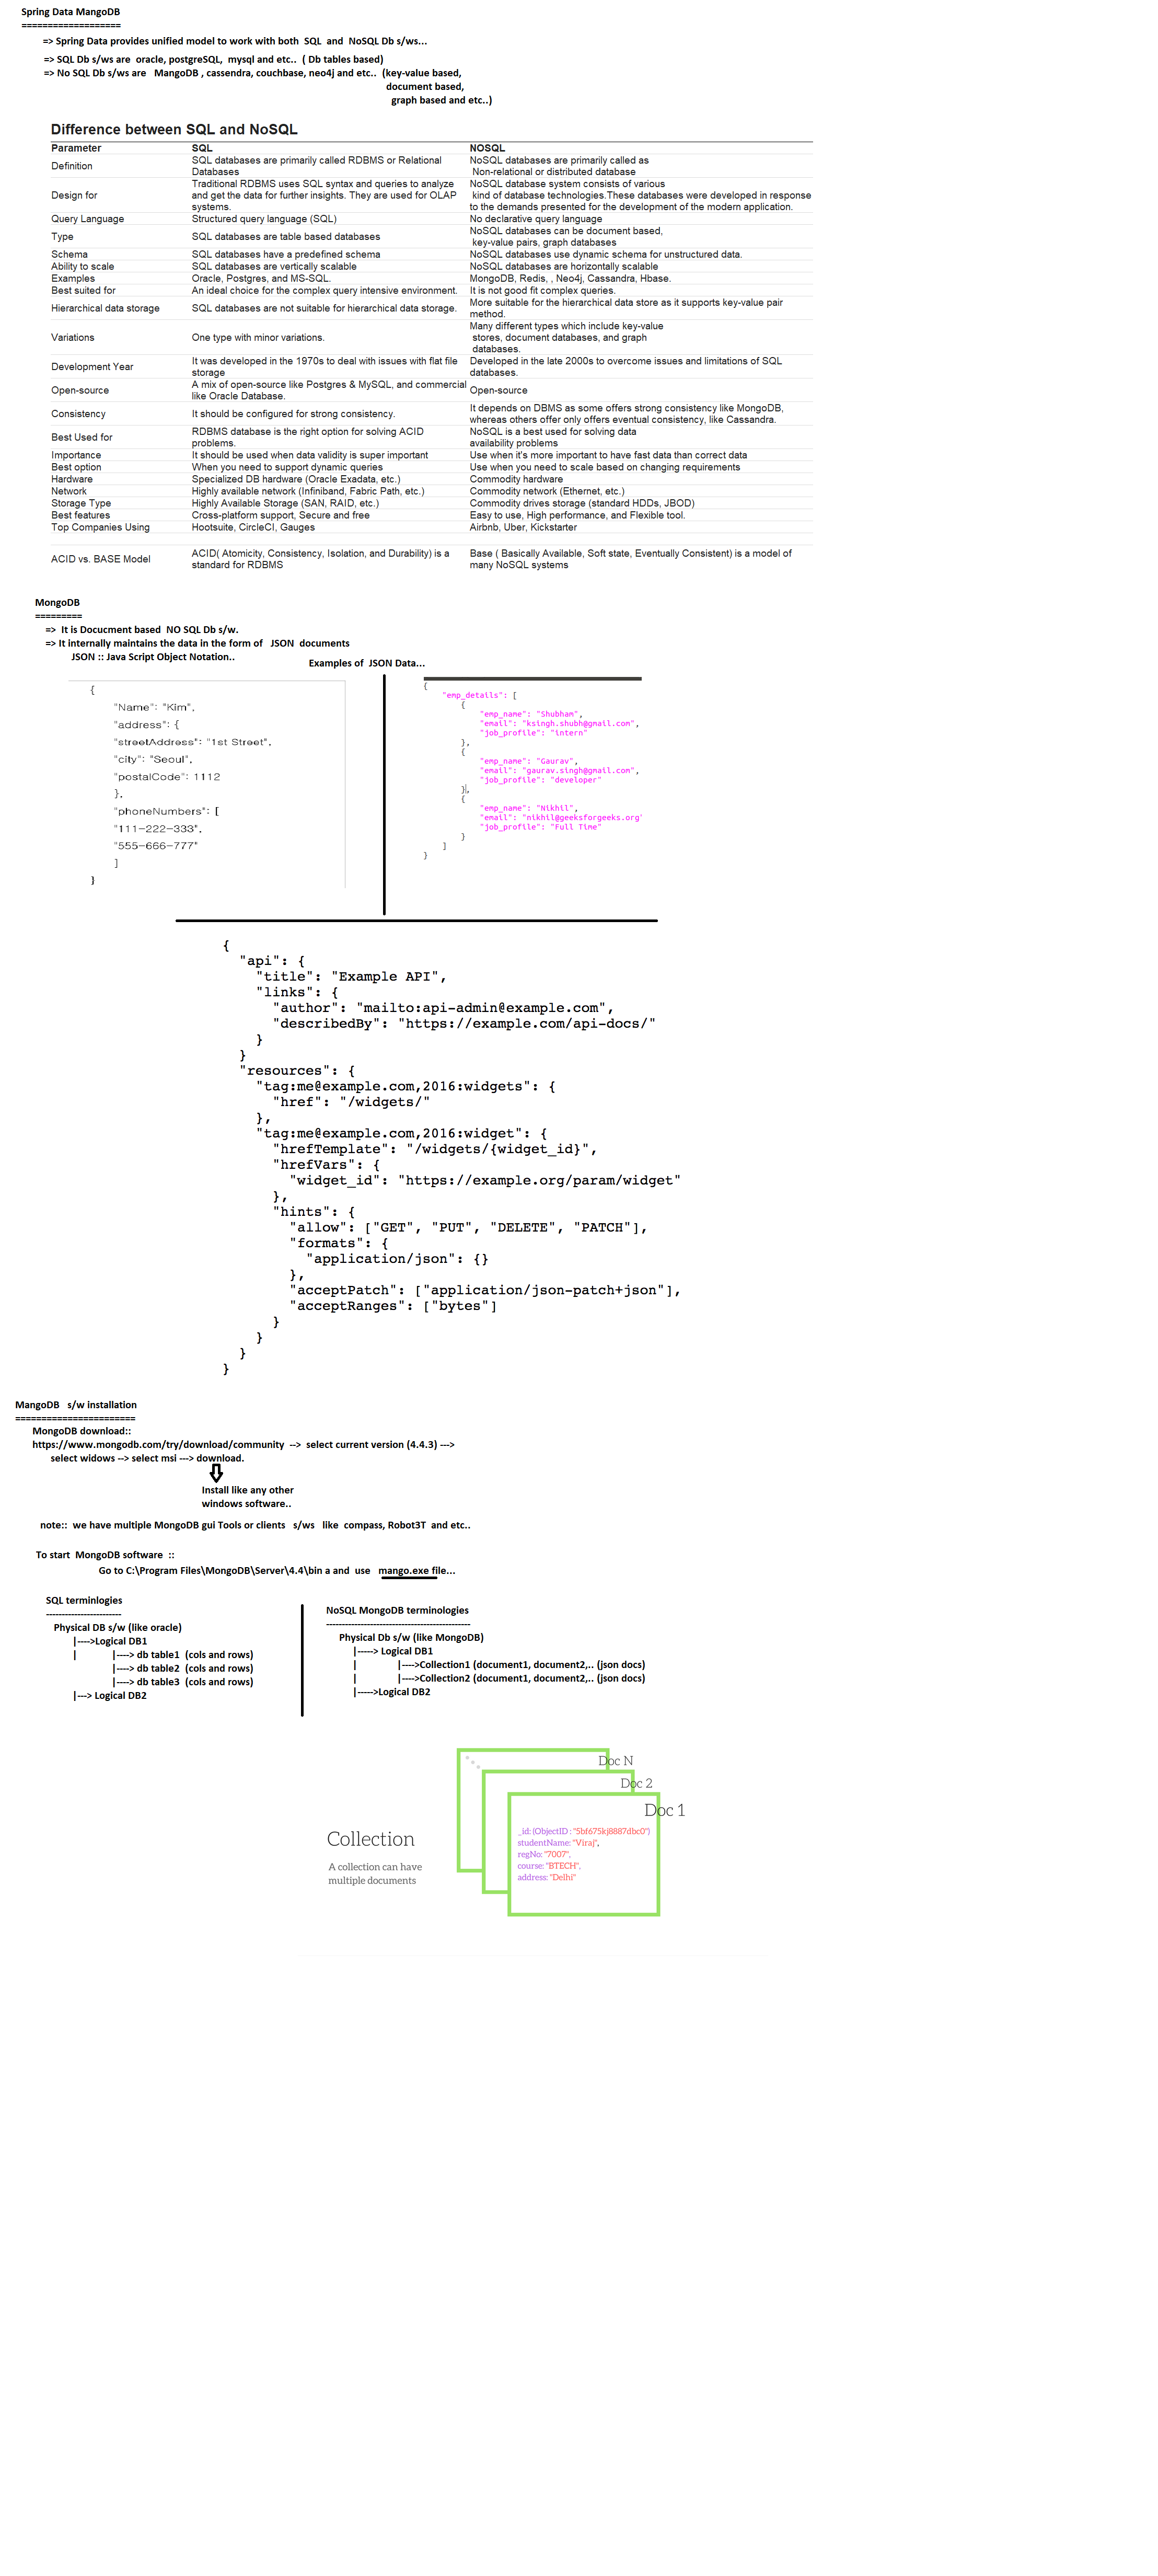 Spring Data MangoDB
===================
=> Spring Data provides unified model to work with both SQL and NoSQL Db s/ws...
=> SQL Db s/ws are oracle, postgreSQL, mysql and etc.. ( Db tables based)
=> No SQL Db s/ws are MangoDB , cassendra, couchbase, neo4j and etc.. (key-value based,
document based,
graph based and etc..)
Difference between SQL and NoSQL
Parameter SQL NOSQL
Definition SQL databases are primarily called RDBMS or Relational Databases NoSQL databases are primarily called as Non-relational or distributed database
Design for Traditional RDBMS uses SQL syntax and queries to analyze and get the data for further insights. They are used for OLAP systems. NoSQL database system consists of various kind of database technologies.These databases were developed in response to the demands presented for the development of the modern application.
Query Language Structured query language (SQL) No declarative query language
Type SQL databases are table based databases NoSQL databases can be document based, key-value pairs, graph databases
Schema SQL databases have a predefined schema NoSQL databases use dynamic schema for unstructured data.
Ability to scale SQL databases are vertically scalable NoSQL databases are horizontally scalable
Examples Oracle, Postgres, and MS-SQL. MongoDB, Redis, , Neo4j, Cassandra, Hbase.
Best suited for An ideal choice for the complex query intensive environment. It is not good fit complex queries.
Hierarchical data storage SQL databases are not suitable for hierarchical data storage. More suitable for the hierarchical data store as it supports key-value pair method.
Variations One type with minor variations. Many different types which include key-value stores, document databases, and graph databases.
Development Year It was developed in the 1970s to deal with issues with flat file storage Developed in the late 2000s to overcome issues and limitations of SQL databases.
Open-source A mix of open-source like Postgres & MySQL, and commercial like Oracle Database. Open-source
Consistency It should be configured for strong consistency. It depends on DBMS as some offers strong consistency like MongoDB, whereas others offer only offers eventual consistency, like Cassandra.
Best Used for RDBMS database is the right option for solving ACID problems. NoSQL is a best used for solving data availability problems
Importance It should be used when data validity is super important Use when it's more important to have fast data than correct data
Best option When you need to support dynamic queries Use when you need to scale based on changing requirements
Hardware Specialized DB hardware (Oracle Exadata, etc.) Commodity hardware
Network Highly available network (Infiniband, Fabric Path, etc.) Commodity network (Ethernet, etc.)
Storage Type Highly Available Storage (SAN, RAID, etc.) Commodity drives storage (standard HDDs, JBOD)
Best features Cross-platform support, Secure and free Easy to use, High performance, and Flexible tool.
Top Companies Using Hootsuite, CircleCI, Gauges Airbnb, Uber, Kickstarter
ACID vs. BASE Model ACID( Atomicity, Consistency, Isolation, and Durability) is a standard for RDBMS Base ( Basically Available, Soft state, Eventually Consistent) is a model of many NoSQL systems
MongoDB
=========
=> It is Docucment based NO SQL Db s/w.
=> It internally maintains the data in the form of JSON documents
JSON :: Java Script Object Notation..
Examples of JSON Data...
{
"Name": "Kim",
"address": {
"streetAddress": "1st Street",
"city": "Seoul",
"postalCode": 1112
},
"phoneNumbers": [
"111-222-333",
"555-666-777"
]
}
{
"emp_details": [
{
"emp_name": "Shubham",
"email": "ksingh.shubh@gmail.com",
"job_profile": "intern"
},
{
"emp_name": "Gaurav",
"email": "gaurav.singh@gmail.com",
"job_profile": "developer"
},
{
"emp_name": "Nikhil",
"email": "nikhil@geeksforgeeks.org"
"job_profile": "Full Time"
}
]
}
{
"api": {
"title": "Example API",
"links": {
"author": "mailto:api-admin@example.com",
"describedBy": "https://example.com/api-docs/"
}
}
"resources": {
"tag:me@example.com,2016:widgets": {
"href": "/widgets/"
},
"tag:me@example.com,2016:widget": {
"hrefTemplate": "/widgets/{widget_id}",
"hrefVars": {
"widget_id": "https://example.org/param/widget"
},
"hints": {
"allow": ["GET", "PUT", "DELETE", "PATCH"],
"formats": {
"application/json": {}
},
"acceptPatch": ["application/json-patch+json"],
"acceptRanges": ["bytes"]
}
}
}
}
MangoDB s/w installation
=======================
MongoDB download::
https://www.mongodb.com/try/download/community --> select current version (4.4.3) --->
select widows --> select msi ---> download.
Install like any other
windows software..
note:: we have multiple MongoDB gui Tools or clients s/ws like compass, Robot3T and etc..
To start MongoDB software ::
Go to C:\Program Files\MongoDB\Server\4.4\bin a and use mango.exe file...
SQL terminlogies
------------------------
Physical DB s/w (like oracle)
|---->Logical DB1
| |----> db table1 (cols and rows)
|----> db table2 (cols and rows)
|----> db table3 (cols and rows)
|---> Logical DB2
NoSQL MongoDB terminologies
----------------------------------------------
Physical Db s/w (like MongoDB)
|-----> Logical DB1
| |---->Collection1 (document1, document2,.. (json docs)
| |---->Collection2 (document1, document2,.. (json docs)
|----->Logical DB2
Doc N
Doc 2
Doc 1
Collection
A collection can have
multiple documents
_id: (ObjectID : "5bf675kj8887dbc0")
studentName: "Viraj",
regNo: "7007",
course: "BTECH",
address: "Delhi"